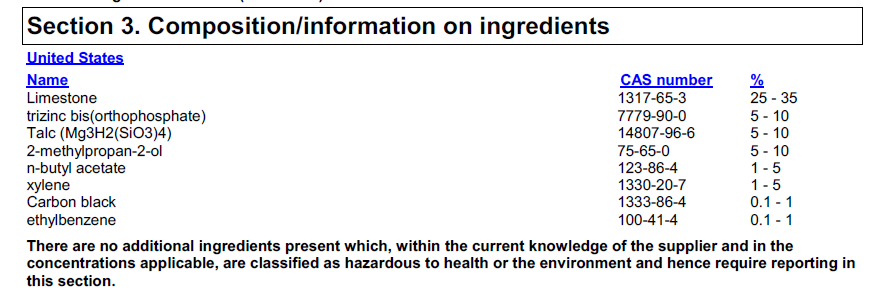 Section 3. Composition/information on ingredients
United States
Name CAS number %
Limestone 1317-65-3 25 - 35
trizinc bis(orthophosphate) 7779-90-0 5 - 10
Talc (Mg3H2(SiO3)4) 14807-96-6 5 - 10
2-methylpropan-2-ol 75-65-0 5 - 10
n-butyl acetate 123-86-4 1 - 5
xylene 1330-20-7 1 - 5
Carbon black 1333-86-4 0.1 - 1
ethylbenzene 100-41-4 0.1 - 1
There are no additional ingredients present which, within the current knowledge of the supplier and in the
concentrations applicable, are classified as hazardous to health or the environment and hence require reporting in
this section.